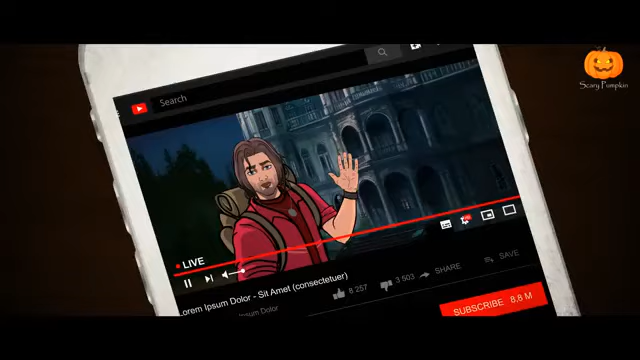 Search
Scary Pumpkin
LIVE
Lorem Ipsum Dolor - Sit Amet (consectetuer)
8 257
3 503
SHARE
SAVE
Ipsum Dolor
SUBSCRIBE 8,8 M